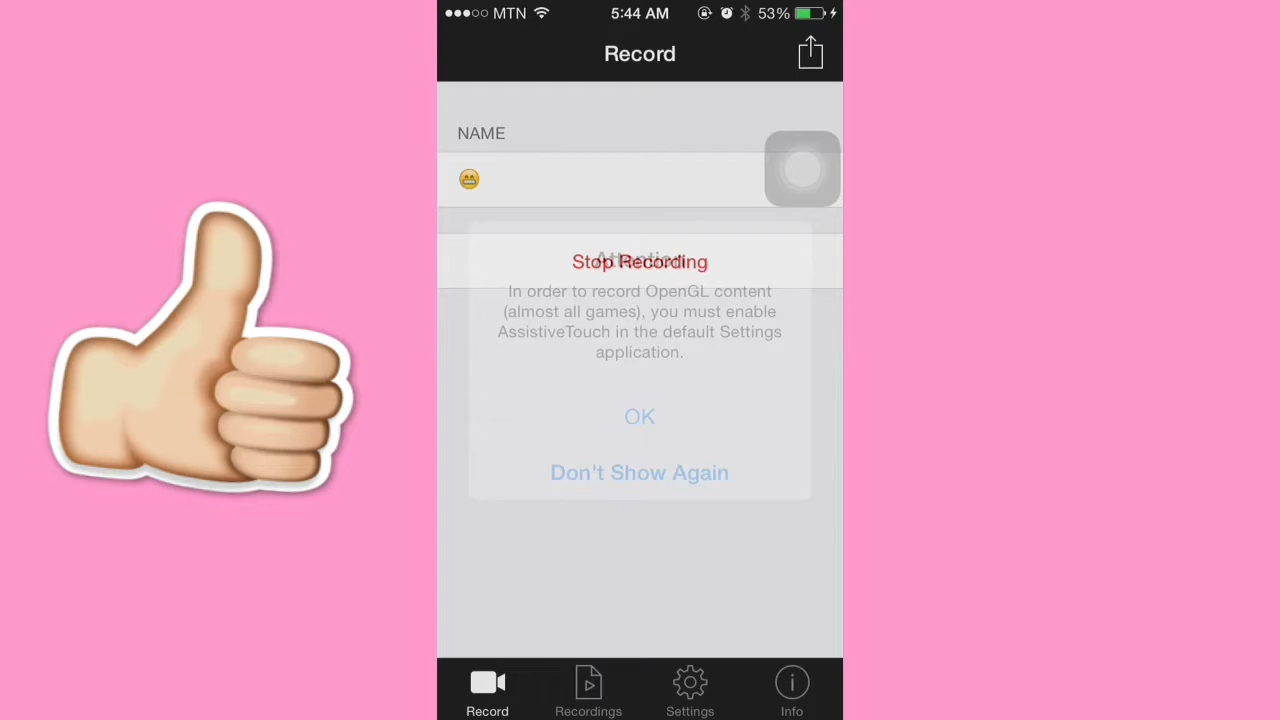 MTN 5:44 AM 53%
Record
NAME
Attention
Stop Recording
In order to record OpenGL content
(almost all games), you must enable
AssistiveTouch in the default Settings
application.
OK
Don't Show Again
Record Recordings Settings Info